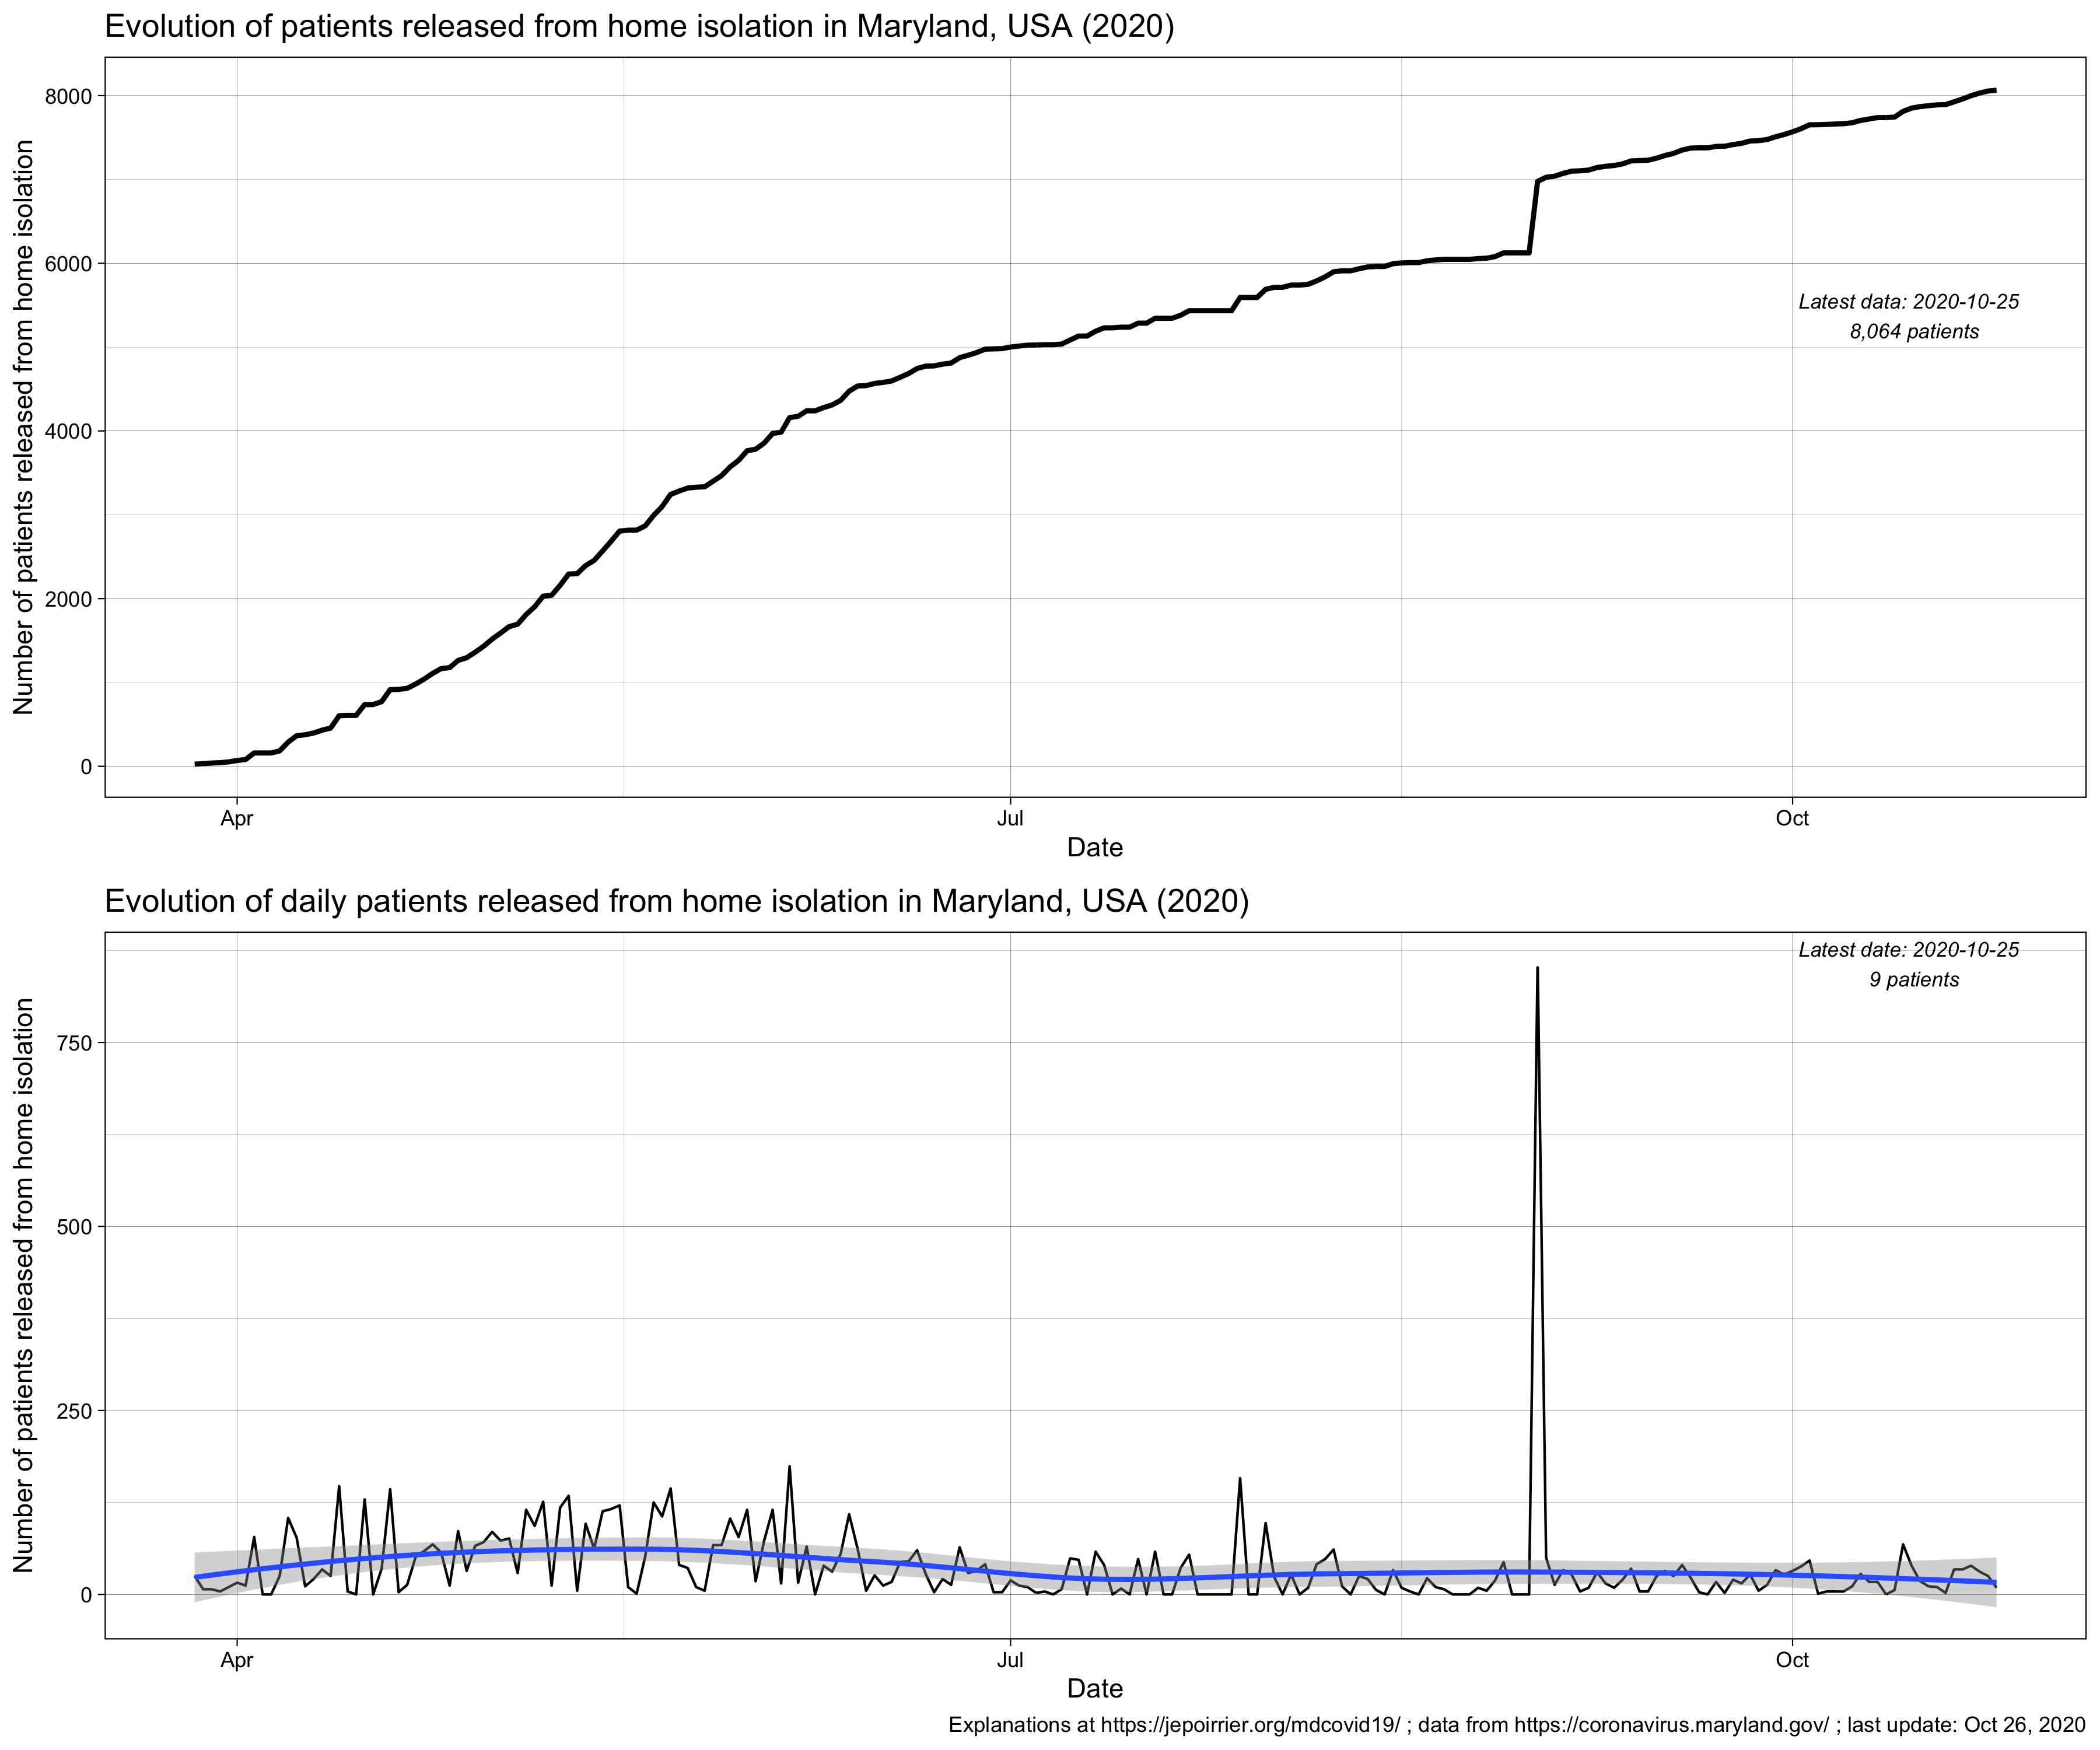 Evolution of patients released from home isolation in Maryland, USA (2020)
Number of patients released from home isolation
8000
6000
4000
2000
0
Latest data: 2020-10-25
8,064 patients
Apr
Jul
Oct
Date
Evolution of daily patients released from home isolation in Maryland, USA (2020)
Number of patients released from home isolation
750
500
250
0
Latest date: 2020-10-25
9 patients
Apr
Jul
Oct
Date
Explanations at https://jepoirrier.org/mdcovid19/ ; data from https://coronavirus.maryland.gov/ ; last update: Oct 26, 2020